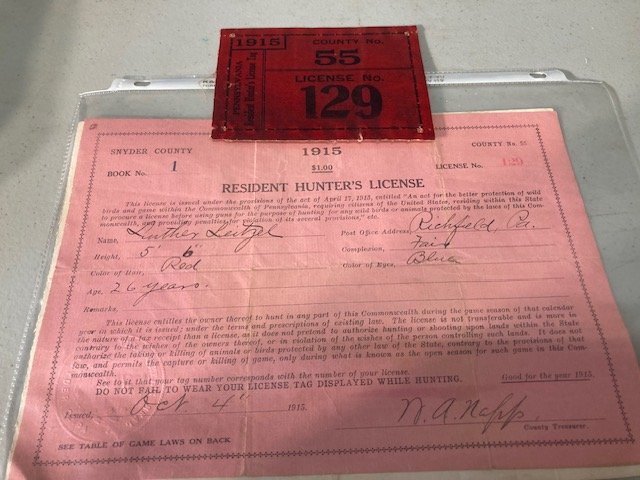 1915
PENNSYLVANIA
Resident Hunter's License Tag
COUNTY No.
55
LICENSE No.
129
SNYDER COUNTY
1915
COUNTY No. 55
BOOK No. 1
$1.00
LICENSE No. 129
RESIDENT HUNTER'S LICENSE
This license is issued under the provisions of the act of April 17, 1913, entitled "An act for the better protection of wild
birds and game within the Commonwealth of Pennsylvania, requiring citizens of the United States, residing within this State
to procure a license before using guns for the purpose of hunting for any wild birds or animals protected by the laws of this Com-
monwealth, and providing penalties for violation of its several provisions," etc.
Name, Luther Leitzel Post Office Address, Richfield, Pa.
Height, 5' 6" Complexion, Fair
Color of Hair, Red Color of Eyes, Blue
Age, 26 years.
Remarks,
This license entitles the owner thereof to hunt in any part of this Commonwealth during the game season of that calendar
year in which it is issued; under the terms and prescriptions of existing law. The license is not transferable and is more in
the nature of a tax receipt than a license, as it does not pretend to authorize hunting or shooting upon lands within the State
contrary to the wishes of the owners thereof, or in violation of the wishes of the person controlling such lands. It does not
authorize the taking or killing of animals or birds protected by any other law of the State, contrary to the provisions of that
law, and permits the capture or killing of game, only during what is known as the open season for such game in this Com-
monwealth.
See to it that your tag number corresponds with the number of your license.
DO NOT FAIL TO WEAR YOUR LICENSE TAG DISPLAYED WHILE HUNTING.
Good for the year 1915.
Issued, Oct. 4" 1915.
W. A. Napp.
County Treasurer.
SEE TABLE OF GAME LAWS ON BACK